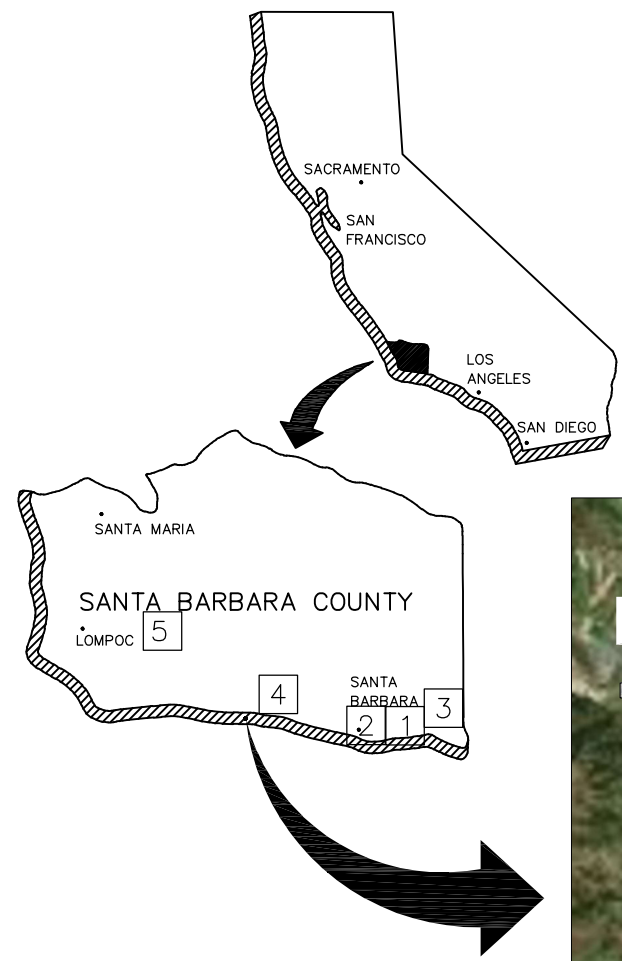 SACRAMENTO
SAN
FRANCISCO
LOS
ANGELES
SAN DIEGO
SANTA MARIA
SANTA BARBARA COUNTY
LOMPOC
5
4
SANTA
BARBARA
2
1
3